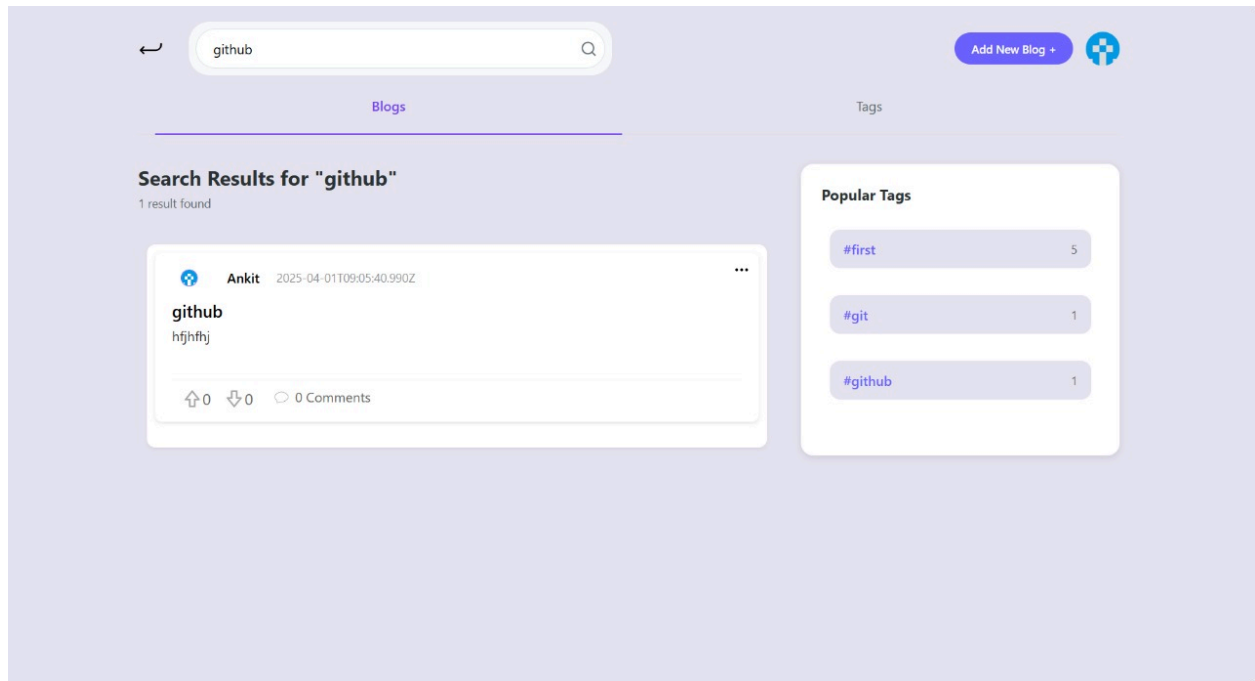 github
Add New Blog +
Blogs
Tags
Search Results for "github"
1 result found
Ankit 2025-04-01T09:05:40.990Z
github
hfjhfhj
0 0 0 Comments
Popular Tags
#first 5
#git 1
#github 1